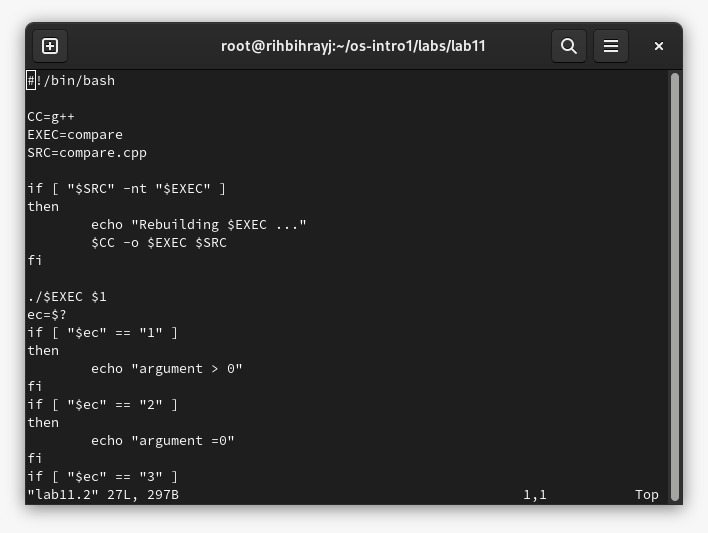 root@rihbihrayj:~/os-intro1/labs/lab11
#!/bin/bash
CC=g++
EXEC=compare
SRC=compare.cpp
if [ "$SRC" -nt "$EXEC" ]
then
echo "Rebuilding $EXEC ..."
$CC -o $EXEC $SRC
fi
./$EXEC $1
ec=$?
if [ "$ec" == "1" ]
then
echo "argument > 0"
fi
if [ "$ec" == "2" ]
then
echo "argument =0"
fi
if [ "$ec" == "3" ]
"lab11.2" 27L, 297B 1,1 Top